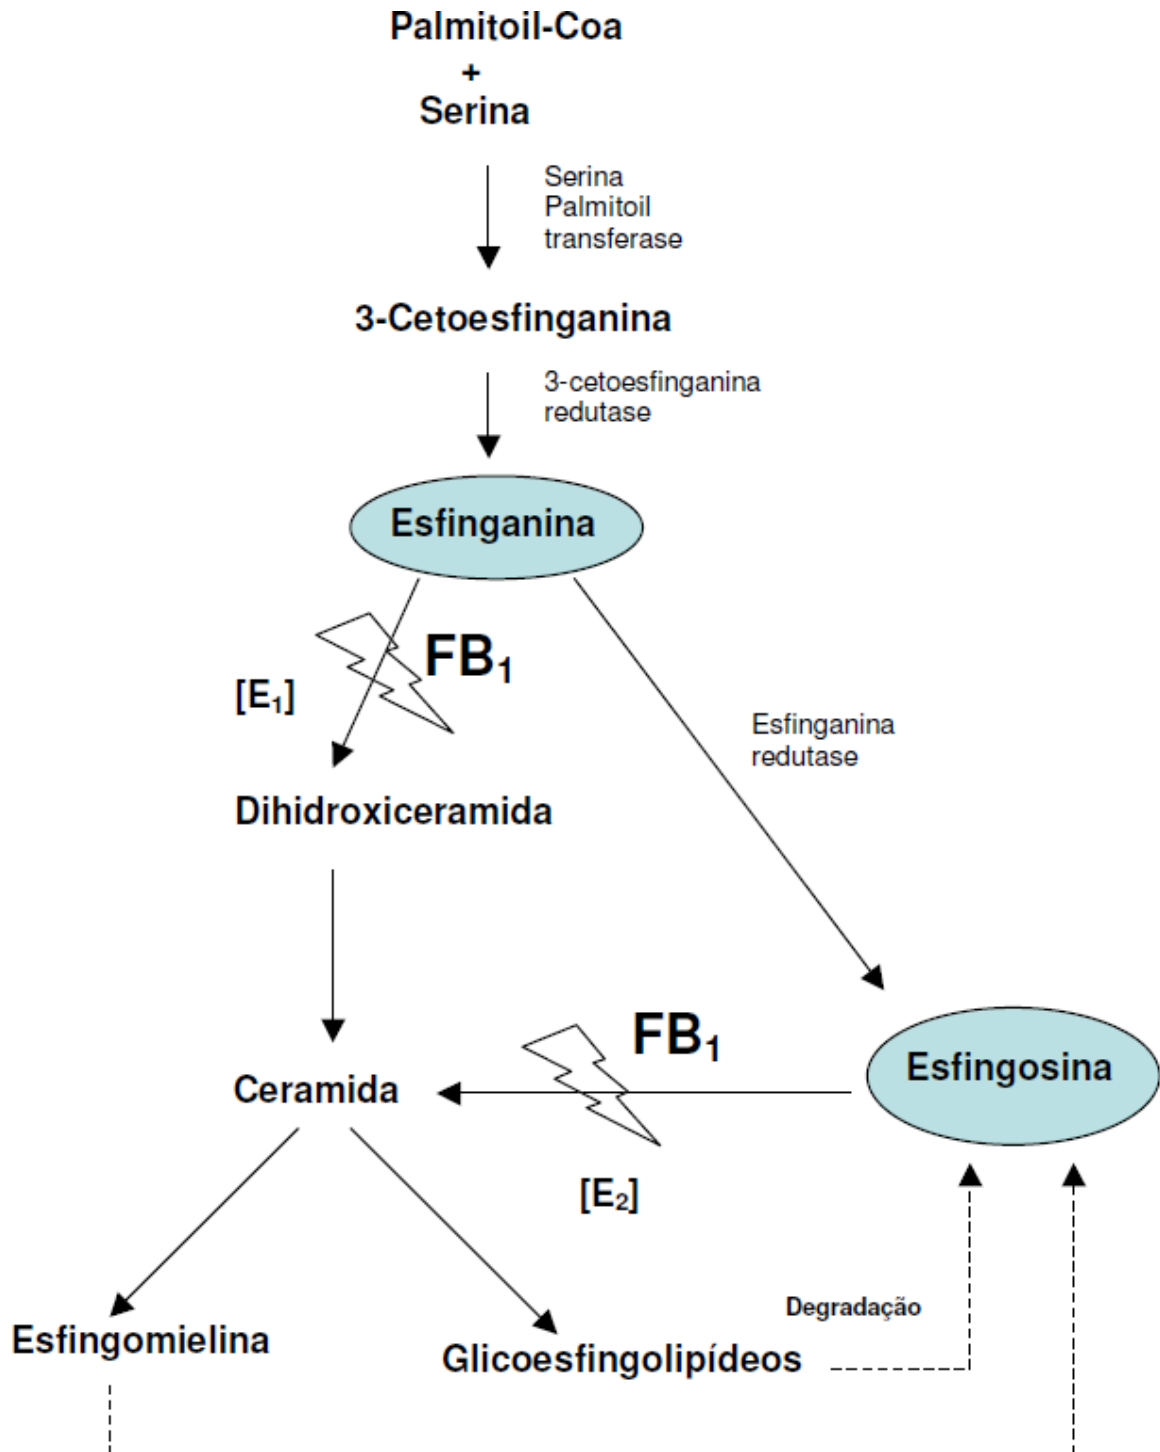 Palmitoil-Coa
+
Serina
Serina
Palmitoil
transferase
3-Cetoesfinganina
3-cetoesfinganina
redutase
Esfinganina
FB₁
[E₁]
Esfinganina
redutase
Dihidroxiceramida
FB₁
Esfingosina
Ceramida
[E₂]
Degradação
Esfingomielina
Glicoesfingolipídeos